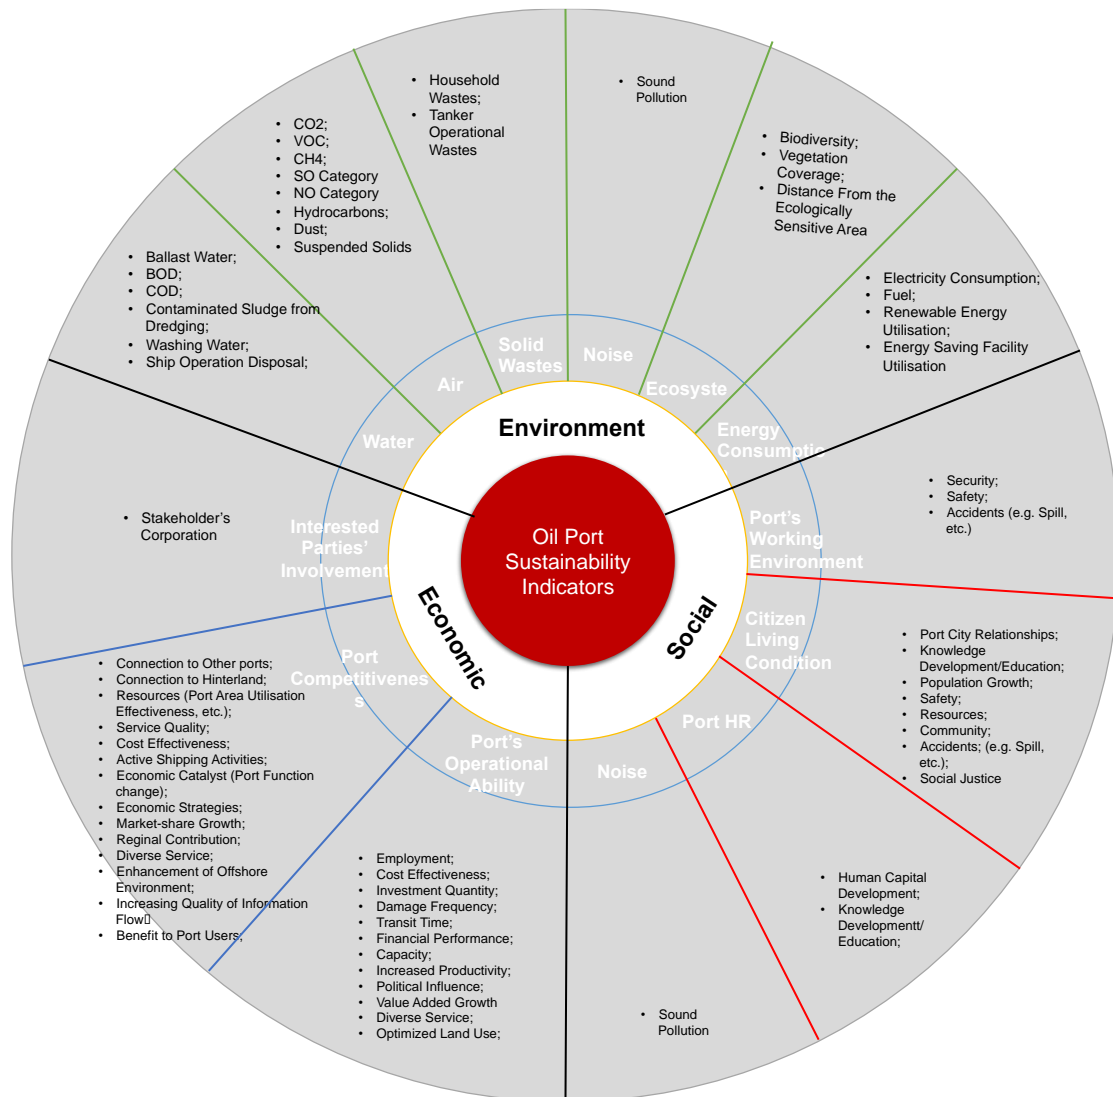 Oil Port
Sustainability
Indicators
Environment
Social
Economic
Solid
Wastes
• Household
Wastes;
• Tanker
Operational
Wastes
Noise
• Sound
Pollution
Ecosyste
• Biodiversity;
• Vegetation
Coverage;
• Distance From the
Ecologically
Sensitive Area
Energy
Consumptio
• Electricity Consumption;
• Fuel;
• Renewable Energy
Utilisation;
• Energy Saving Facility
Utilisation
Port's
Working
Environment
• Security;
• Safety;
• Accidents (e.g. Spill,
etc.)
Citizen
Living
Condition
• Port City Relationships;
• Knowledge
Development/Education;
• Population Growth;
• Safety;
• Resources;
• Community;
• Accidents; (e.g. Spill,
etc.);
• Social Justice
Port HR
• Human Capital
Development;
• Knowledge
Development/
Education;
Noise
• Sound
Pollution
Port's
Operational
Ability
• Employment;
• Cost Effectiveness;
• Investment Quantity;
• Damage Frequency;
• Transit Time;
• Financial Performance;
• Capacity;
• Increased Productivity;
• Political Influence;
• Value Added Growth
• Diverse Service;
• Optimized Land Use;
Port
Competitivenes
s
• Connection to Other ports;
• Connection to Hinterland;
• Resources (Port Area Utilisation
Effectiveness, etc.);
• Service Quality;
• Cost Effectiveness;
• Active Shipping Activities;
• Economic Catalyst (Port Function
change);
• Economic Strategies;
• Market-share Growth;
• Reginal Contribution;
• Diverse Service;
• Enhancement of Offshore
Environment;
• Increasing Quality of Information
Flow
• Benefit to Port Users;
Interested
Parties'
Involvement
• Stakeholder's
Corporation
Water
• Ballast Water;
• BOD;
• COD;
• Contaminated Sludge from
Dredging;
• Washing Water;
• Ship Operation Disposal;
Air
• CO2;
• VOC;
• CH4;
• SO Category
• NO Category
• Hydrocarbons;
• Dust;
• Suspended Solids